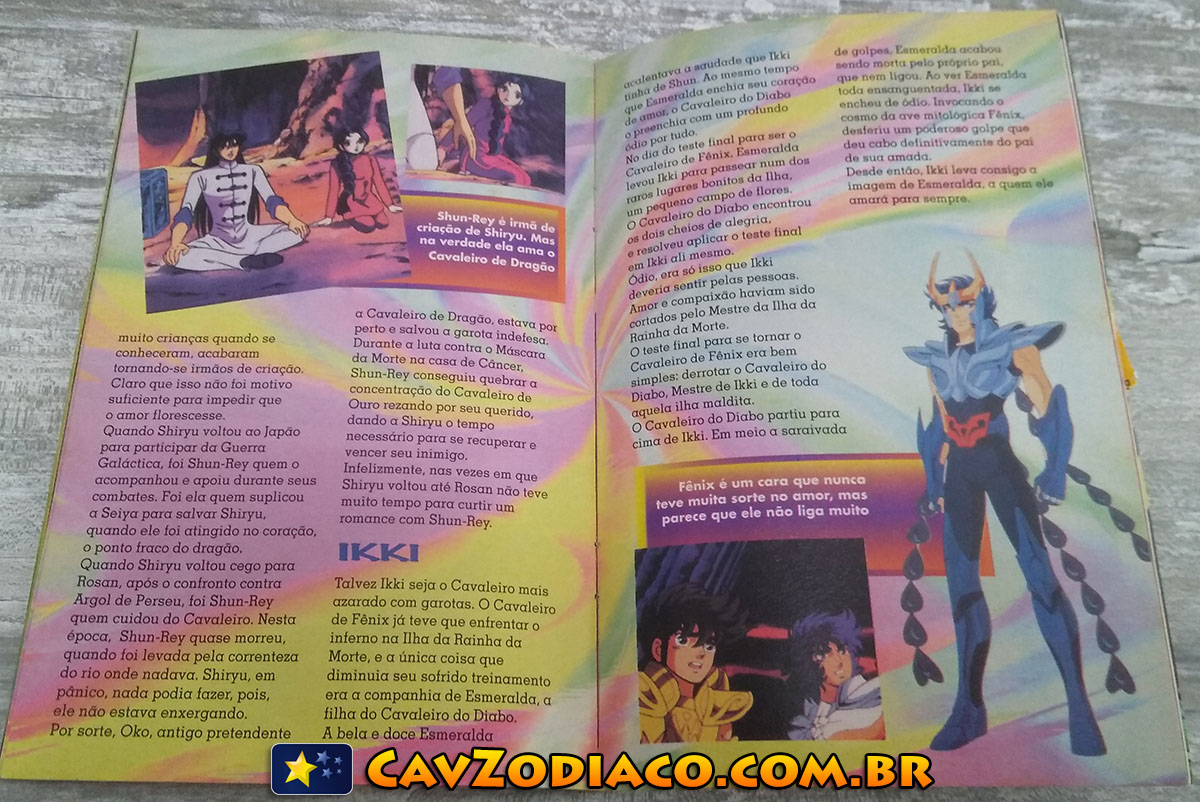 Shun-Rey é irmã de
criação de Shiryu. Mas
na verdade ela ama o
Cavaleiro de Dragão
muito crianças quando se
conheceram, acabaram
tornando-se irmãos de criação.
Claro que isso não foi motivo
suficiente para impedir que
o amor florescesse.
Quando Shiryu voltou ao Japão
para participar da Guerra
Galáctica, foi Shun-Rey quem o
acompanhou e apoiu durante seus
combates. Foi ela quem suplicou
a Seiya para salvar Shiryu,
quando ele foi atingido no coração,
o ponto fraco do dragão.
Quando Shiryu voltou cego para
Rosan, após o confronto contra
Argol de Perseu, foi Shun-Rey
quem cuidou do Cavaleiro. Nesta
época, Shun-Rey quase morreu,
quando foi levada pela correnteza
do rio onde nadava. Shiryu, em
pânico, nada podia fazer, pois,
ele não estava enxergando.
Por sorte, Oko, antigo pretendente
a Cavaleiro de Dragão, estava por
perto e salvou a garota indefesa.
Durante a luta contra o Máscara
da Morte na casa de Câncer,
Shun-Rey conseguiu quebrar a
concentração do Cavaleiro de
Ouro rezando por seu querido,
dando a Shiryu o tempo
necessário para se recuperar e
vencer seu inimigo.
Infelizmente, nas vezes em que
Shiryu voltou até Rosan não teve
muito tempo para curtir um
romance com Shun-Rey.
IKKI
Talvez Ikki seja o Cavaleiro mais
azarado com garotas. O Cavaleiro
de Fênix já teve que enfrentar o
inferno na Ilha da Rainha da
Morte, e a única coisa que
diminuia seu sofrido treinamento
era a companhia de Esmeralda, a
filha do Cavaleiro do Diabo.
A bela e doce Esmeralda
acalentava a saudade que Ikki
tinha de Shun. Ao mesmo tempo
que Esmeralda enchia seu coração
de amor, o Cavaleiro do Diabo
o preenchia com um profundo
ódio por tudo.
No dia do teste final para ser o
Cavaleiro de Fênix, Esmeralda
levou Ikki para passear num dos
raros lugares bonitos da Ilha,
um pequeno campo de flores.
O Cavaleiro do Diabo encontrou
os dois cheios de alegria,
e resolveu aplicar o teste final
em Ikki ali mesmo.
Ódio, era só isso que Ikki
deveria sentir pelas pessoas.
Amor e compaixão haviam sido
cortados pelo Mestre da Ilha da
Rainha da Morte.
O teste final para se tornar o
Cavaleiro de Fênix era bem
simples: derrotar o Cavaleiro do
Diabo, Mestre de Ikki e de toda
aquela ilha maldita.
O Cavaleiro do Diabo partiu para
cima de Ikki. Em meio a saraivada
de golpes, Esmeralda acabou
sendo morta pelo próprio pai,
que nem ligou. Ao ver Esmeralda
toda ensanguentada, Ikki se
encheu de ódio. Invocando o
cosmo da ave mitológica Fênix,
desferiu um poderoso golpe que
deu cabo definitivamente do pai
de sua amada.
Desde então, Ikki leva consigo a
imagem de Esmeralda, a quem ele
amará para sempre.
Fênix é um cara que nunca
teve muita sorte no amor, mas
parece que ele não liga muito
CavZodiaco.com.br